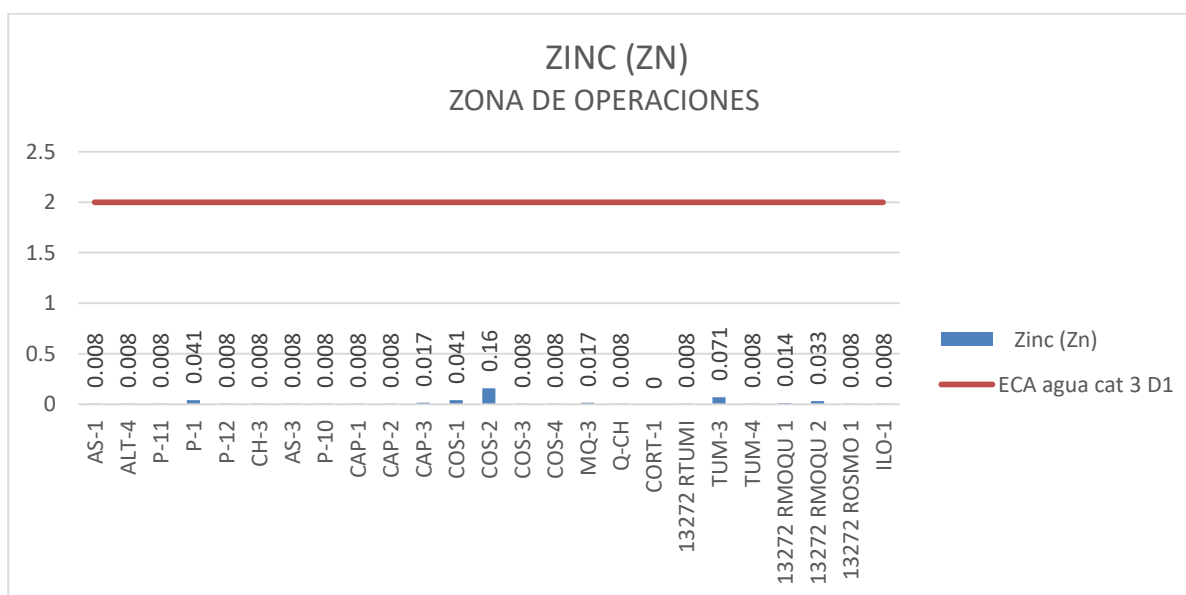 ZINC (ZN)
ZONA DE OPERACIONES
2.5
2
1.5
1
0.5
0
0.008
0.008
0.008
0.041
0.008
0.008
0.008
0.008
0.008
0.008
0.017
0.041
0.16
0.008
0.008
0.017
0.008
0
0.008
0.071
0.008
0.014
0.033
0.008
0.008
AS-1
ALT-4
P-11
P-1
P-12
CH-3
AS-3
P-10
CAP-1
CAP-2
CAP-3
COS-1
COS-2
COS-3
COS-4
MQ-3
Q-CH
CORT-1
13272 RTUMI
TUM-3
TUM-4
13272 RMOQU 1
13272 RMOQU 2
13272 ROSMO 1
ILO-1
Zinc (Zn)
ECA agua cat 3 D1